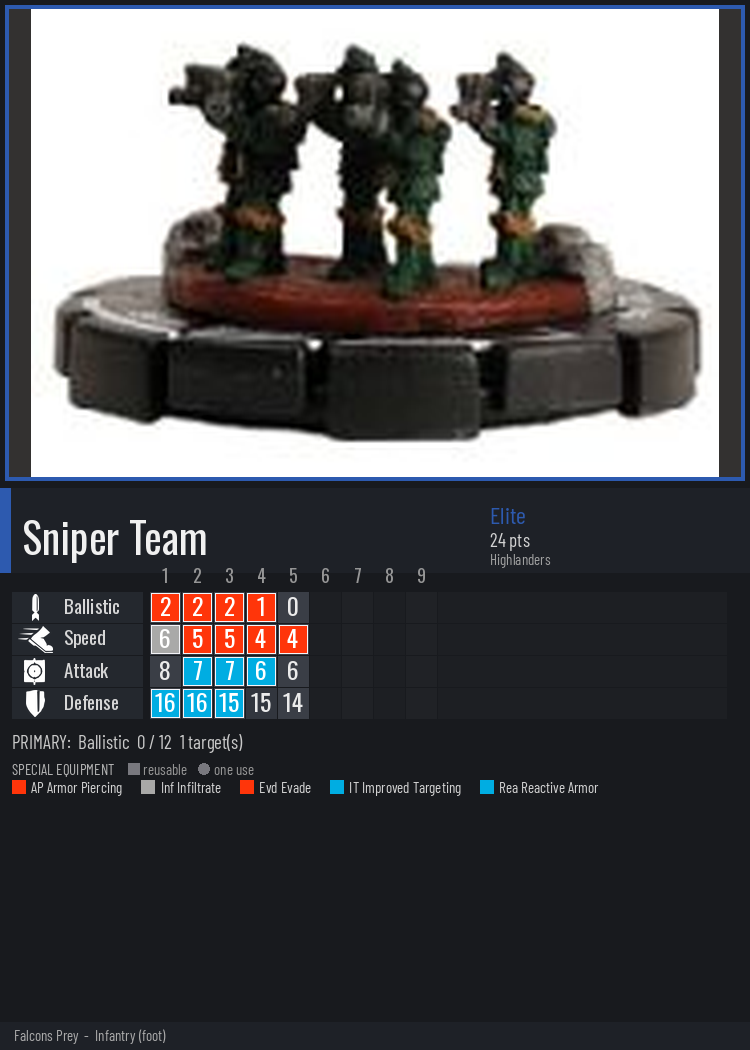 Sniper Team
Elite
24 pts
Highlanders
1 2 3 4 5 6 7 8 9
Ballistic 2 2 2 1 0
Speed 6 5 5 4 4
Attack 8 7 7 6 6
Defense 16 16 15 15 14
PRIMARY: Ballistic 0 / 12 1 target(s)
SPECIAL EQUIPMENT reusable one use
AP Armor Piercing Inf Infiltrate Evd Evade IT Improved Targeting Rea Reactive Armor
Falcons Prey - Infantry (foot)